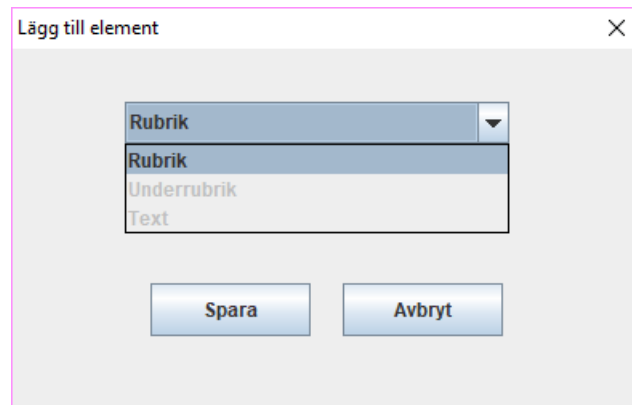 Lägg till element
Rubrik
Rubrik
Underrubrik
Text
Spara
Avbryt